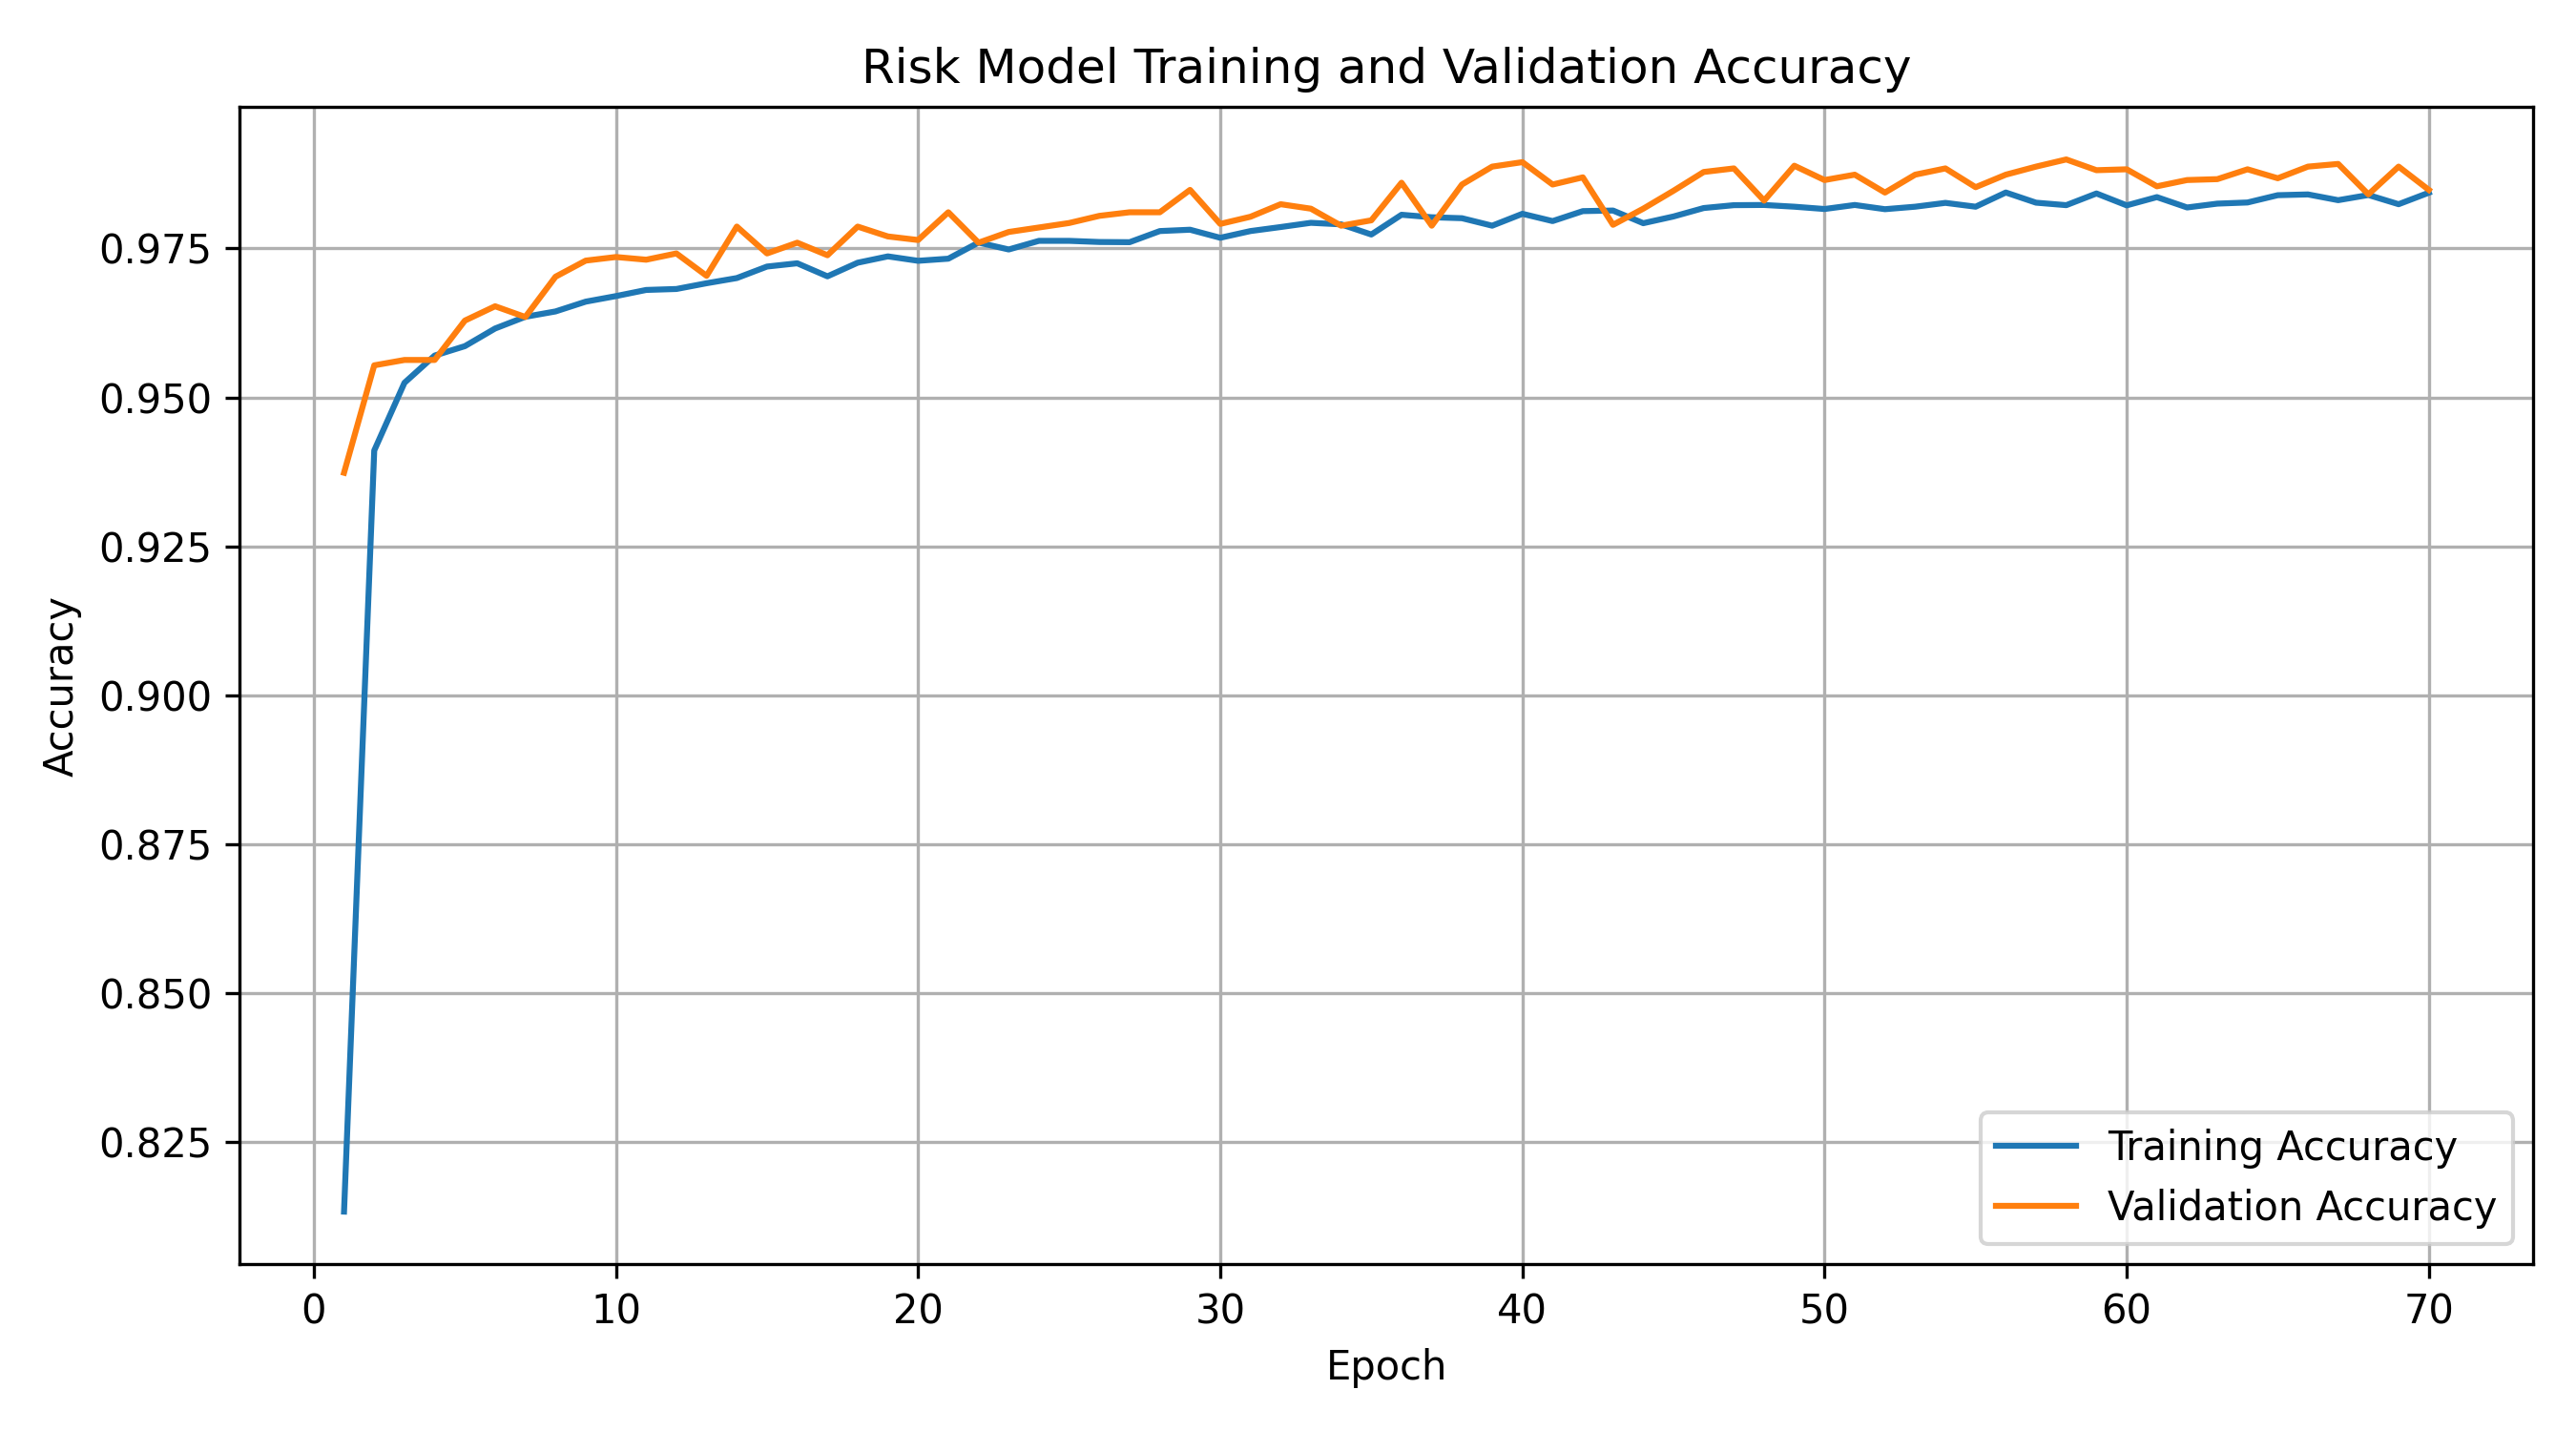 Risk Model Training and Validation Accuracy
Accuracy
0.975
0.950
0.925
0.900
0.875
0.850
0.825
0 10 20 30 40 50 60 70
Epoch
Training Accuracy
Validation Accuracy